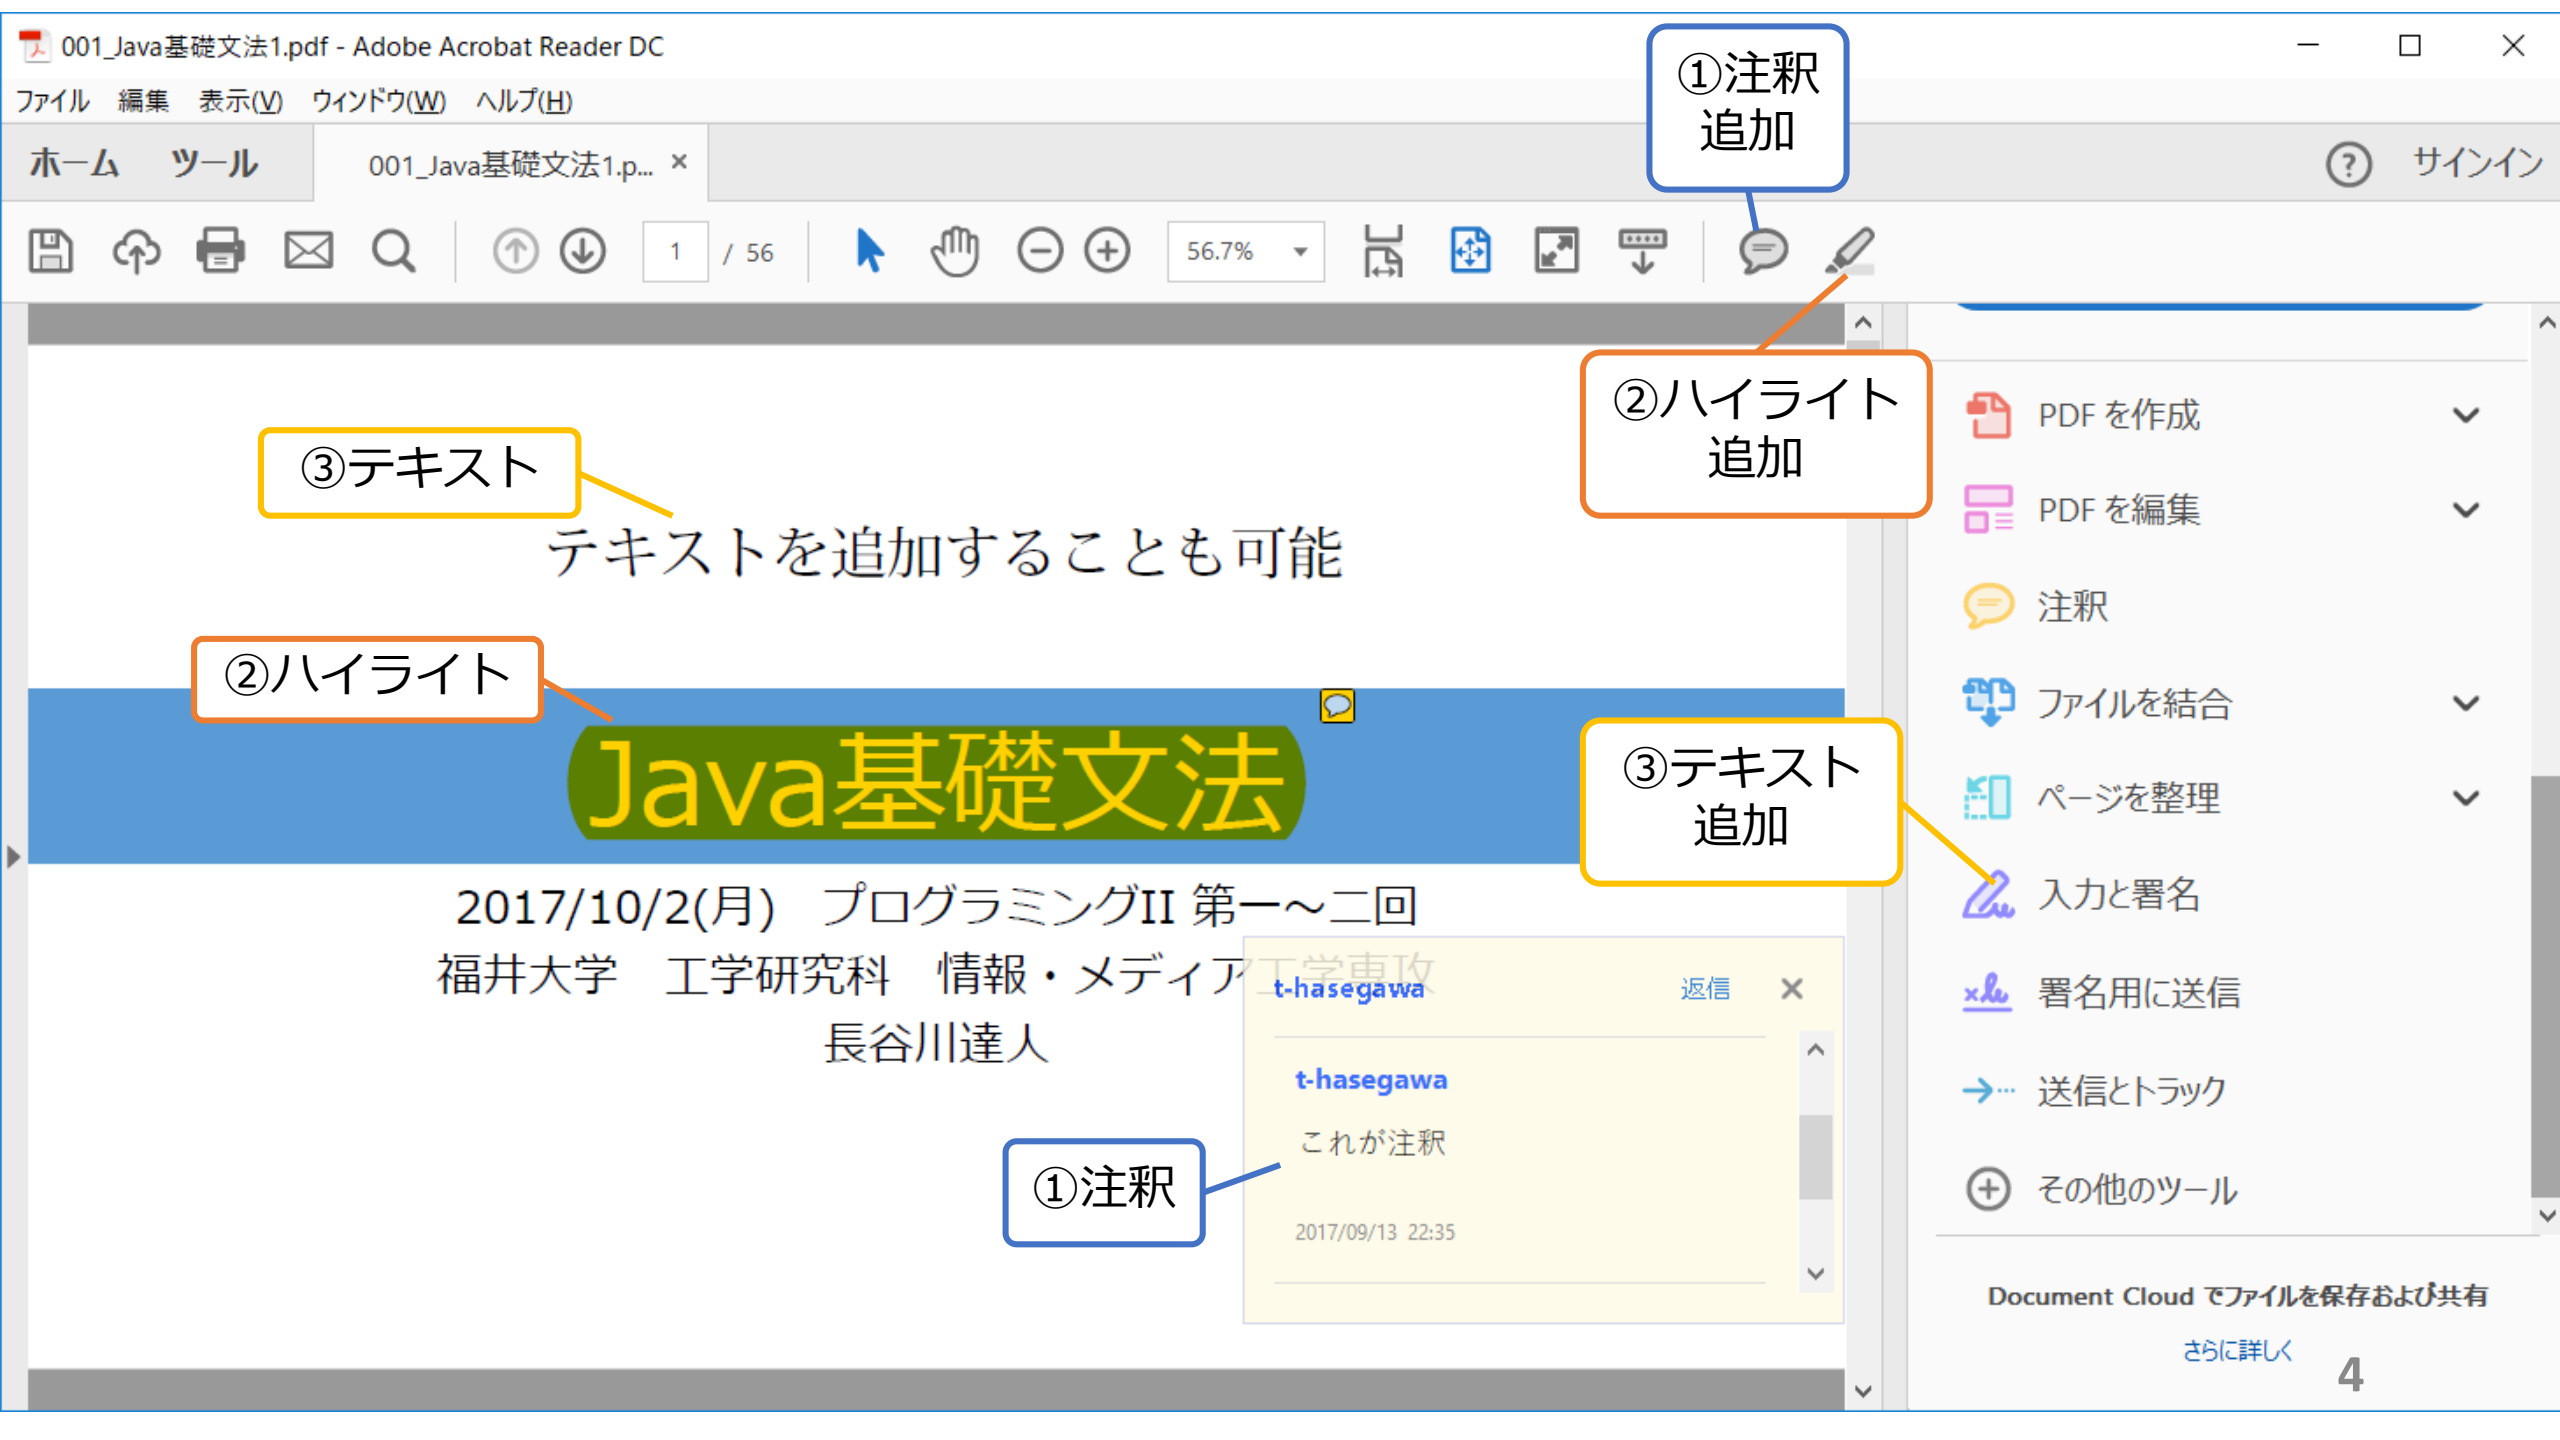 001_Java基礎文法1.pdf - Adobe Acrobat Reader DC
ファイル 編集 表示(V) ウィンドウ(W) ヘルプ(H)
①注釈
追加
ホーム ツール 001_Java基礎文法1.p... ×
サインイン
1 / 56
56.7%
②ハイライト
追加
③テキスト
テキストを追加することも可能
②ハイライト
Java基礎文法
③テキスト
追加
2017/10/2(月) プログラミングII 第一～二回
福井大学 工学研究科 情報・メディア工学専攻
長谷川達人
t-hasegawa 返信
t-hasegawa
これが注釈
2017/09/13 22:35
①注釈
PDF を作成
PDF を編集
注釈
ファイルを結合
ページを整理
入力と署名
署名用に送信
送信とトラック
その他のツール
Document Cloud でファイルを保存および共有
さらに詳しく
4